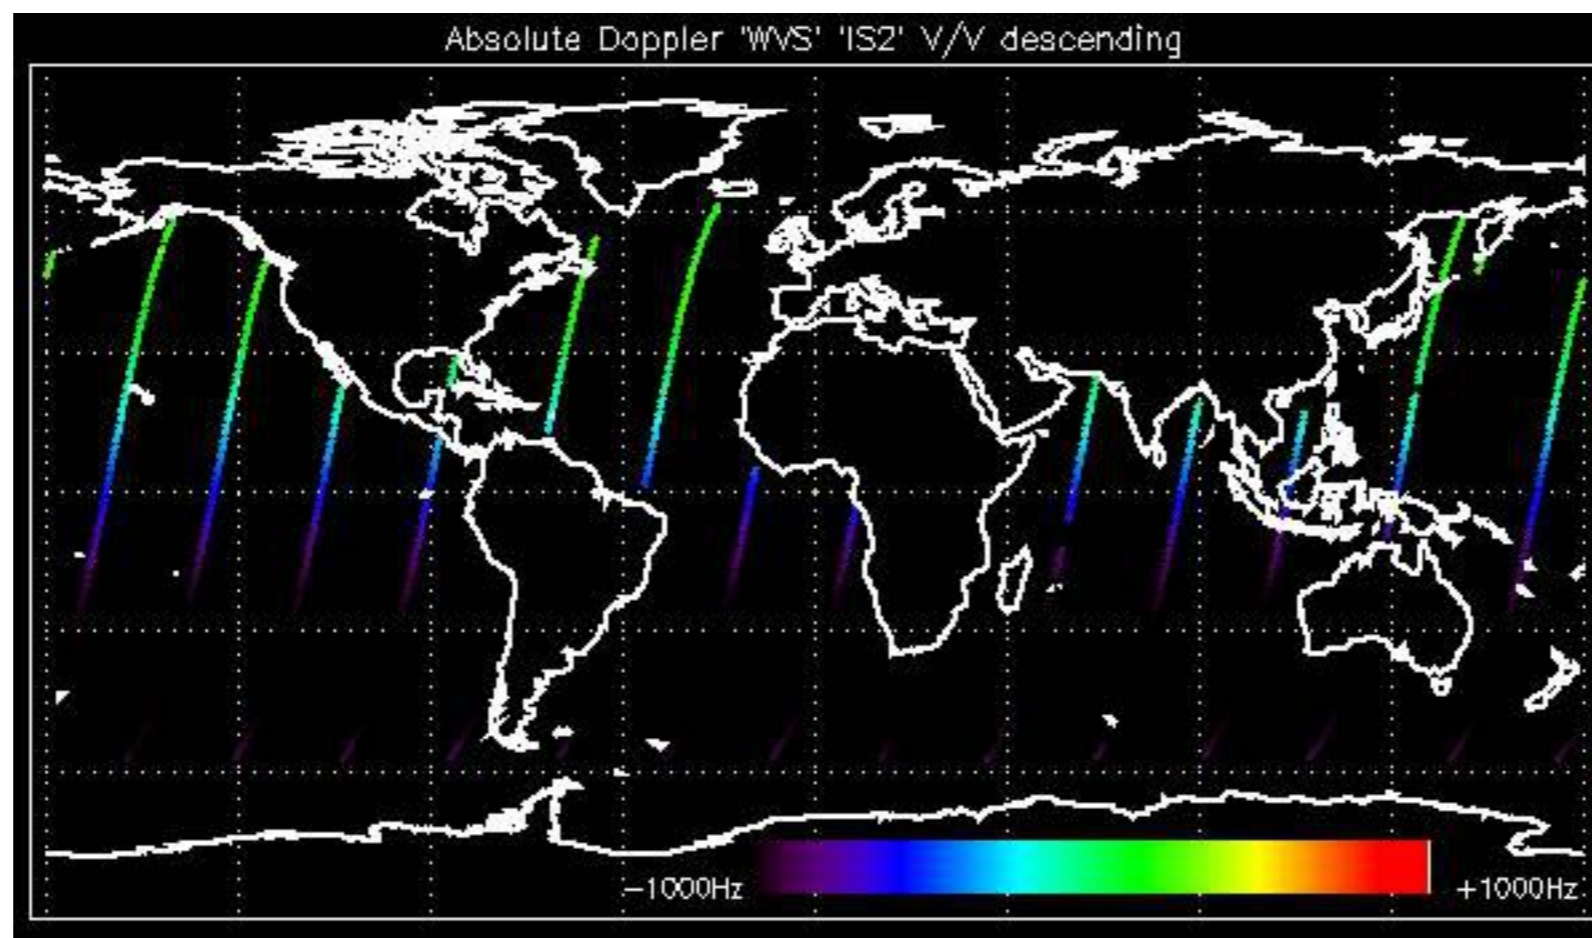 Absolute Doppler 'WVS' 'IS2' V/V descending
-1000Hz
+1000Hz